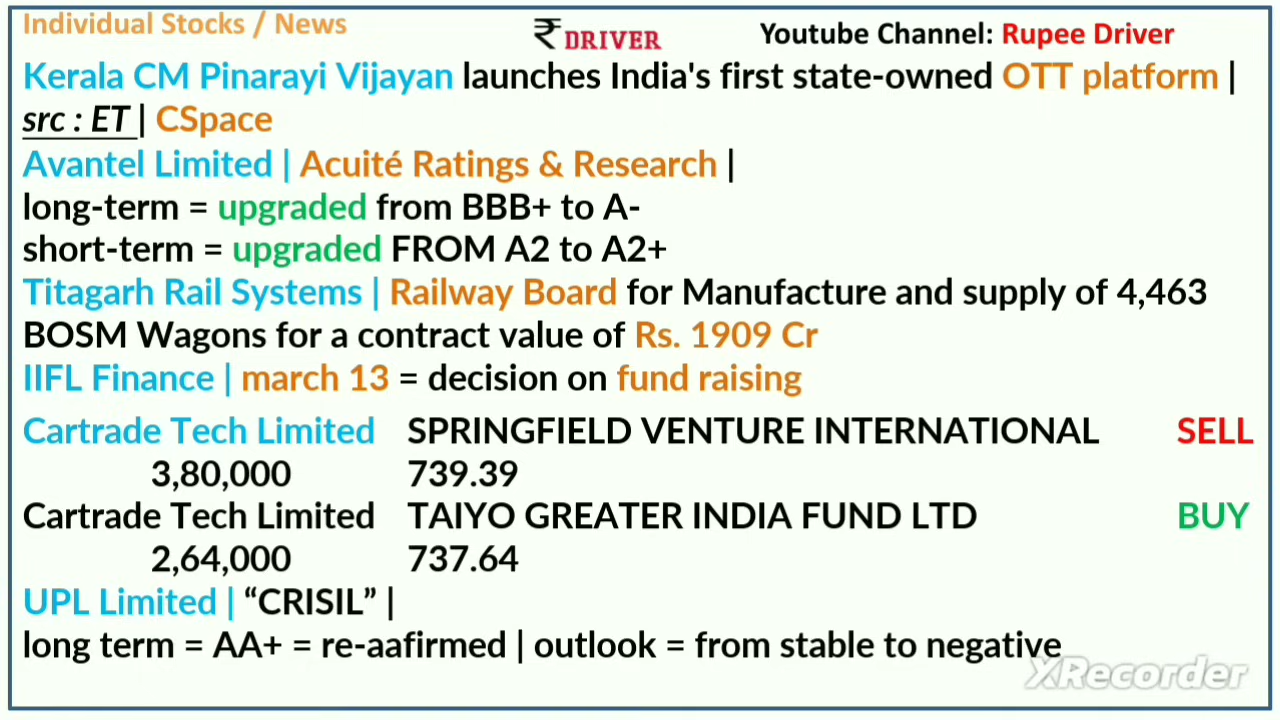 Individual Stocks / News
₹ DRIVER
Youtube Channel: Rupee Driver
Kerala CM Pinarayi Vijayan launches India's first state-owned OTT platform |
src : ET | CSpace
Avantel Limited | Acuité Ratings & Research |
long-term = upgraded from BBB+ to A-
short-term = upgraded FROM A2 to A2+
Titagarh Rail Systems | Railway Board for Manufacture and supply of 4,463
BOSM Wagons for a contract value of Rs. 1909 Cr
IIFL Finance | march 13 = decision on fund raising
Cartrade Tech Limited SPRINGFIELD VENTURE INTERNATIONAL SELL
3,80,000 739.39
Cartrade Tech Limited TAIYO GREATER INDIA FUND LTD BUY
2,64,000 737.64
UPL Limited | “CRISIL” |
long term = AA+ = re-aafirmed | outlook = from stable to negative
XRecorder